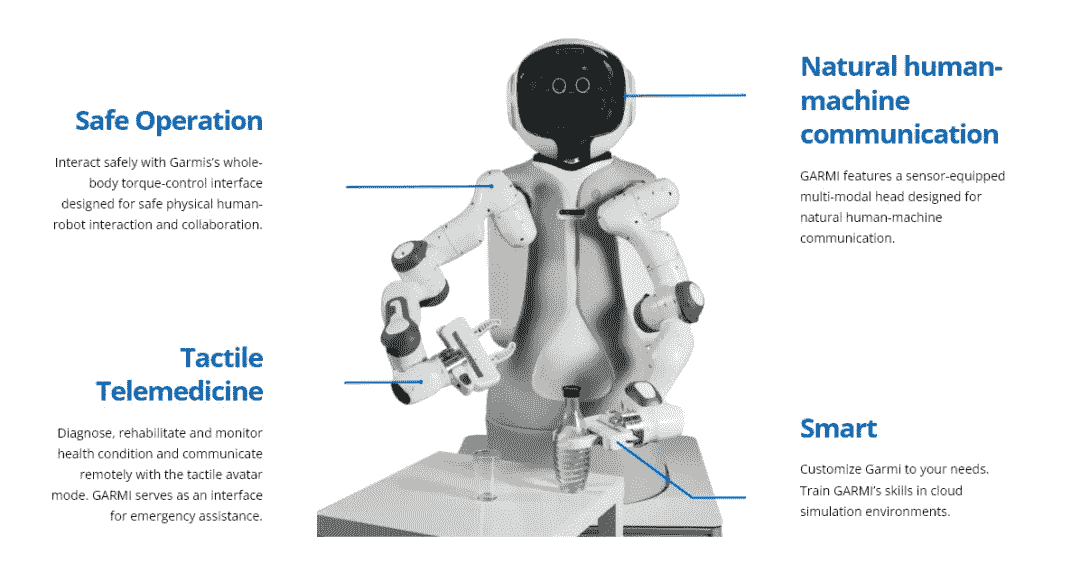 Safe Operation
Interact safely with Garmis's whole-
body torque-control interface
designed for safe physical human-
robot interaction and collaboration.
Tactile
Telemedicine
Diagnose, rehabilitate and monitor
health condition and communicate
remotely with the tactile avatar
mode. GARMI serves as an interface
for emergency assistance.
Natural human-
machine
communication
GARMI features a sensor-equipped
multi-modal head designed for
natural human-machine
communication.
Smart
Customize Garmi to your needs.
Train GARMI's skills in cloud
simulation environments.